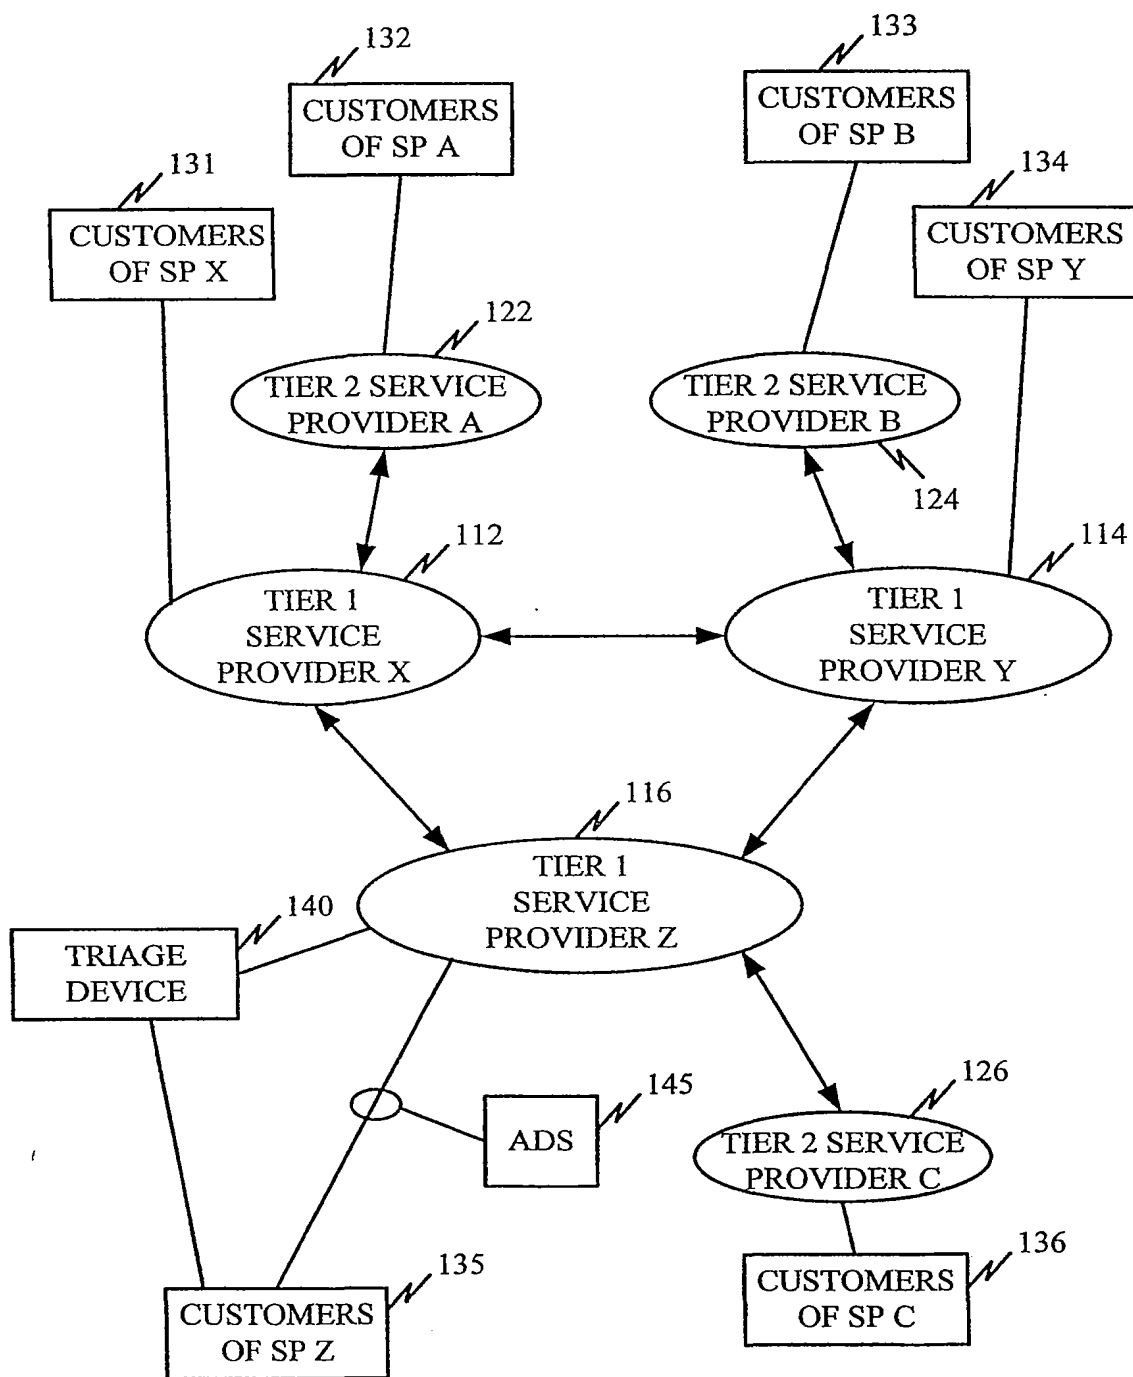 132
CUSTOMERS
OF SP A
133
CUSTOMERS
OF SP B
131
CUSTOMERS
OF SP X
134
CUSTOMERS
OF SP Y
122
TIER 2 SERVICE
PROVIDER A
TIER 2 SERVICE
PROVIDER B
124
112
TIER 1
SERVICE
PROVIDER X
114
TIER 1
SERVICE
PROVIDER Y
116
TIER 1
SERVICE
PROVIDER Z
140
TRIAGE
DEVICE
145
ADS
126
TIER 2 SERVICE
PROVIDER C
135
CUSTOMERS
OF SP Z
136
CUSTOMERS
OF SP C